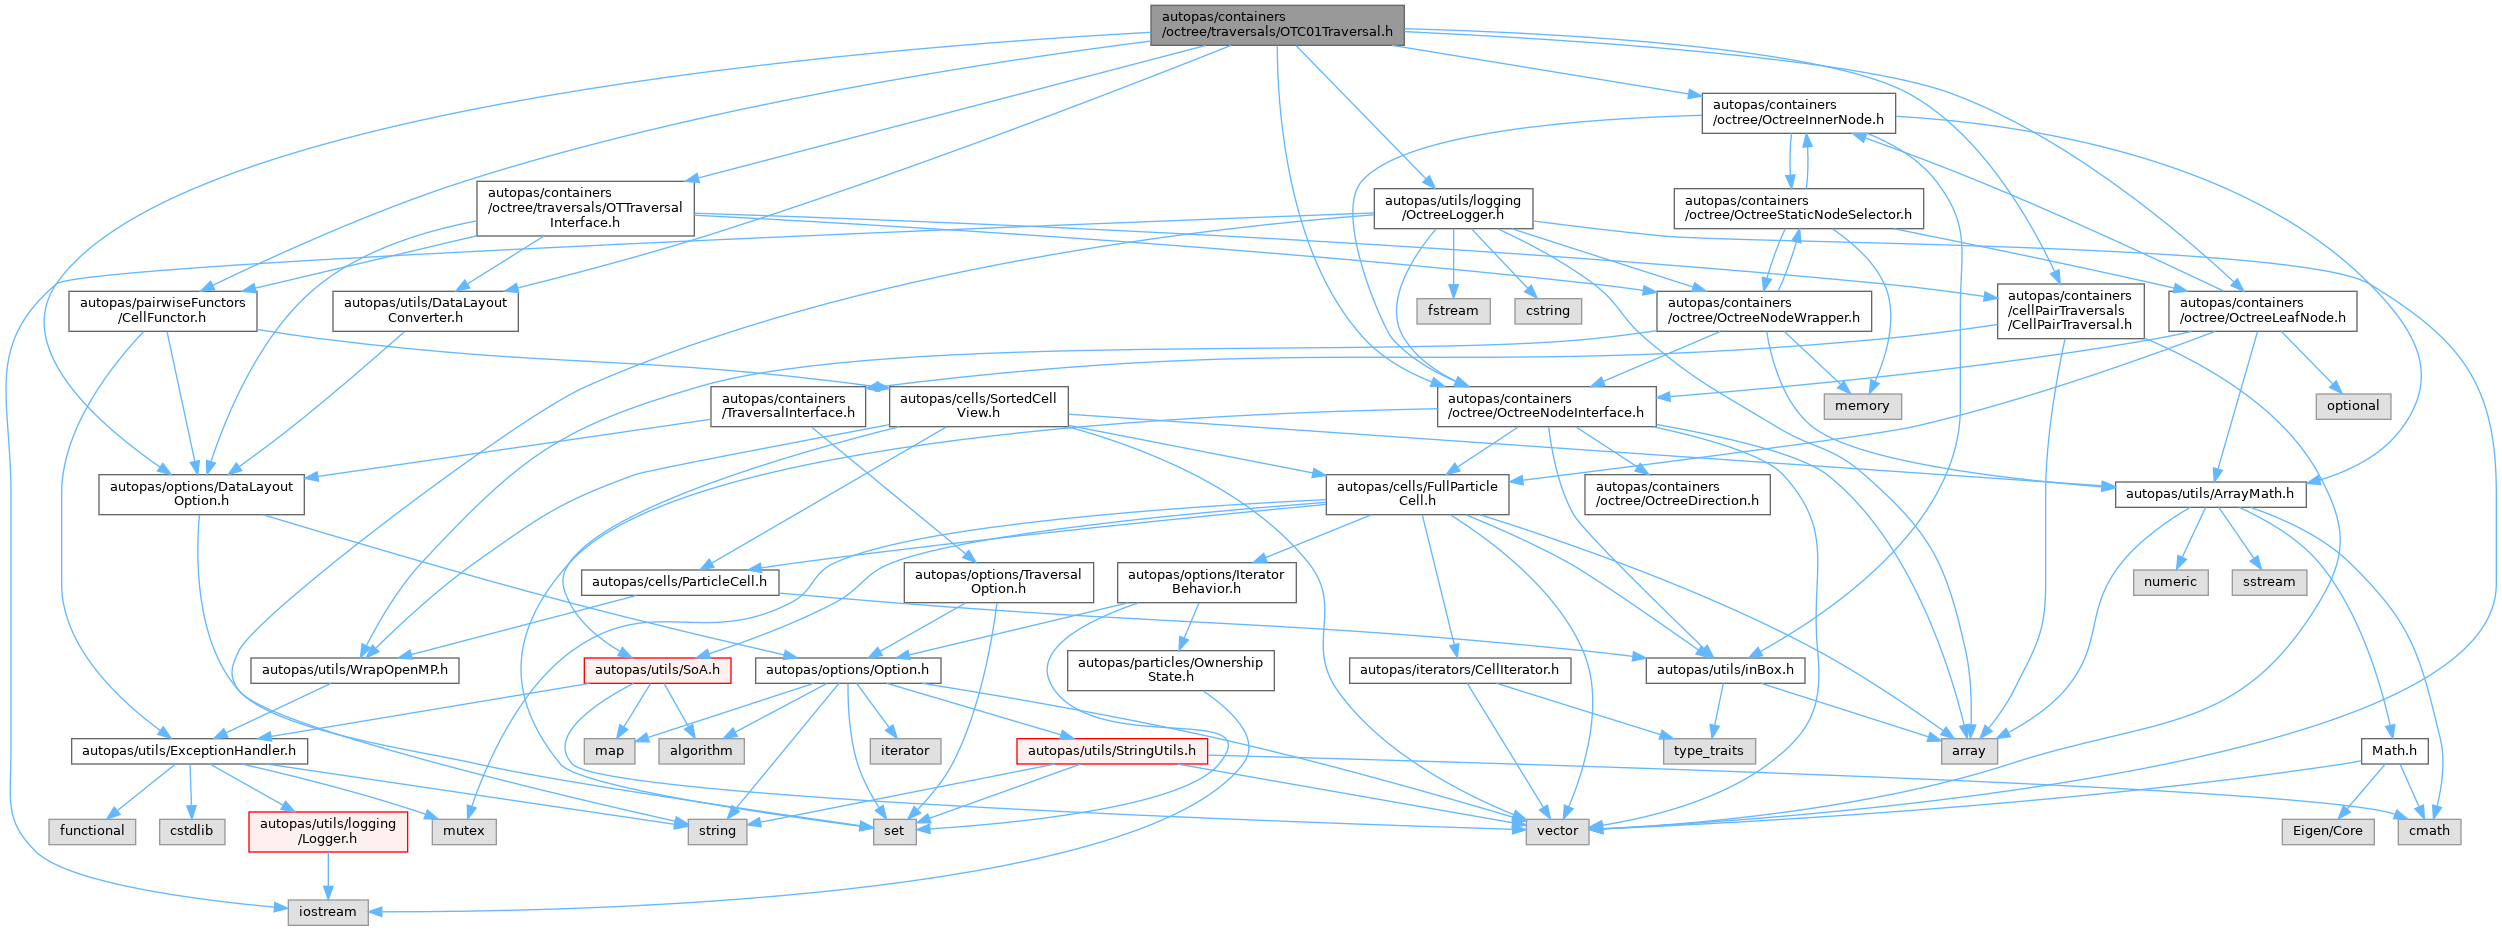 autopas/containers
/octree/traversals/OTC01Traversal.h
autopas/containers
/octree/OctreeInnerNode.h
autopas/containers
/octree/traversals/OTTraversal
Interface.h
autopas/utils/logging
/OctreeLogger.h
autopas/containers
/octree/OctreeStaticNodeSelector.h
autopas/pairwiseFunctors
/CellFunctor.h
autopas/utils/DataLayout
Converter.h
fstream
cstring
autopas/containers
/octree/OctreeNodeWrapper.h
autopas/containers
/cellPairTraversals
/CellPairTraversal.h
autopas/containers
/octree/OctreeLeafNode.h
autopas/containers
/TraversalInterface.h
autopas/cells/SortedCell
View.h
autopas/containers
/octree/OctreeNodeInterface.h
memory
optional
autopas/options/DataLayout
Option.h
autopas/cells/FullParticle
Cell.h
autopas/containers
/octree/OctreeDirection.h
autopas/utils/ArrayMath.h
autopas/cells/ParticleCell.h
autopas/options/Traversal
Option.h
autopas/options/Iterator
Behavior.h
numeric
sstream
autopas/utils/WrapOpenMP.h
autopas/utils/SoA.h
autopas/options/Option.h
autopas/particles/Ownership
State.h
autopas/iterators/CellIterator.h
autopas/utils/inBox.h
autopas/utils/ExceptionHandler.h
map
algorithm
iterator
autopas/utils/StringUtils.h
type_traits
array
Math.h
functional
cstdlib
autopas/utils/logging
/Logger.h
mutex
string
set
vector
Eigen/Core
cmath
iostream